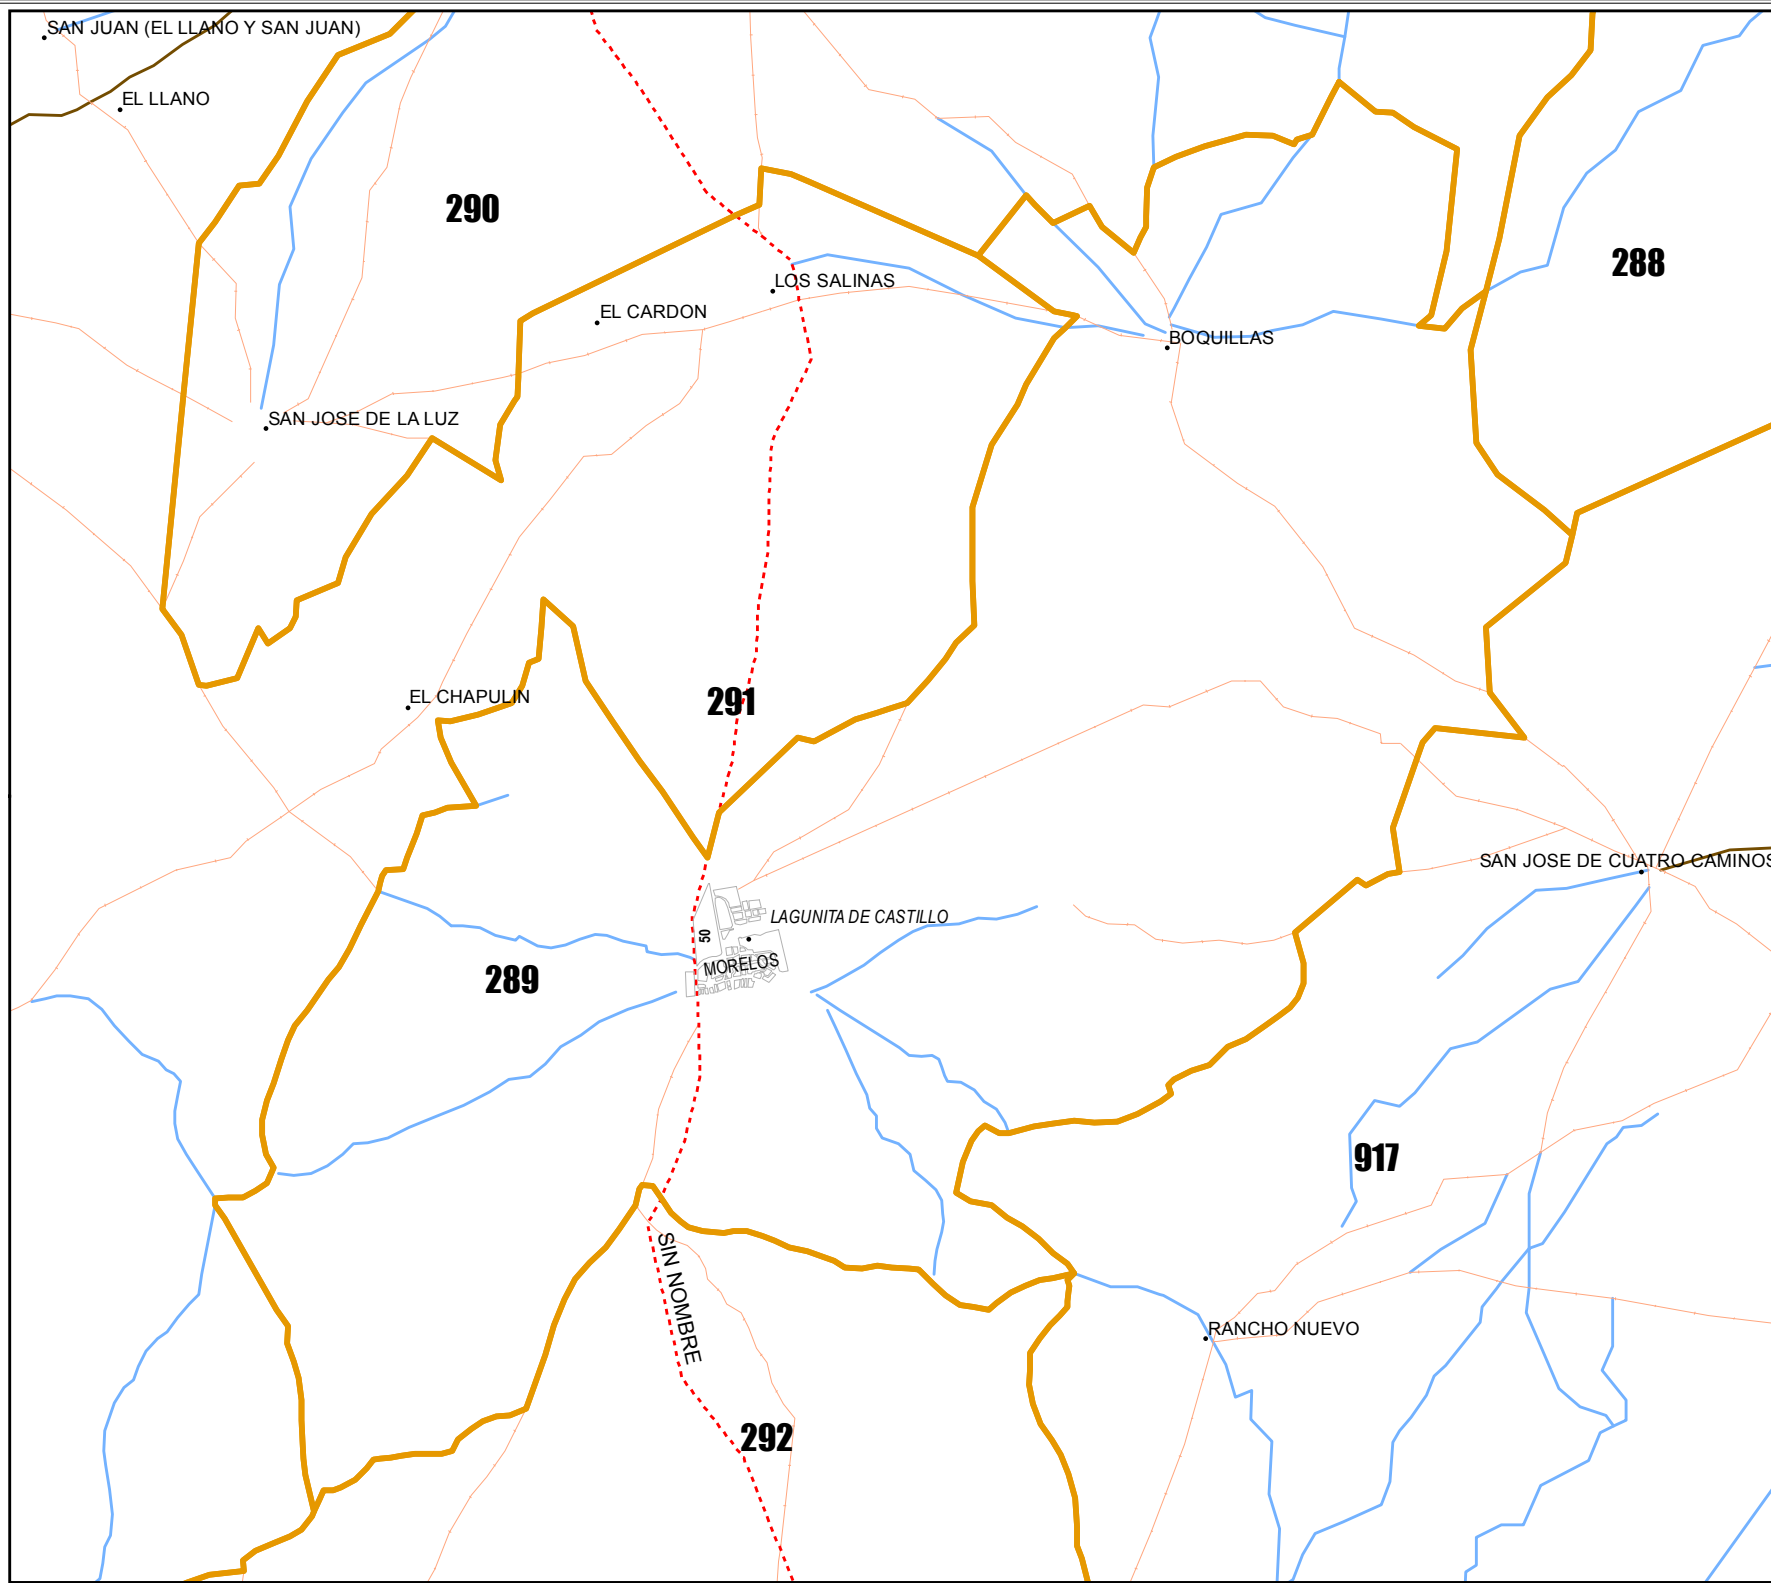 SAN JUAN (EL LLANO Y SAN JUAN)
EL LLANO
290
288
LOS SALINAS
EL CARDON
BOQUILLAS
SAN JOSE DE LA LUZ
EL CHAPULIN
291
SAN JOSE DE CUATRO CAMINOS
LAGUNITA DE CASTILLO
50
MORELOS
289
917
SIN NOMBRE
RANCHO NUEVO
292